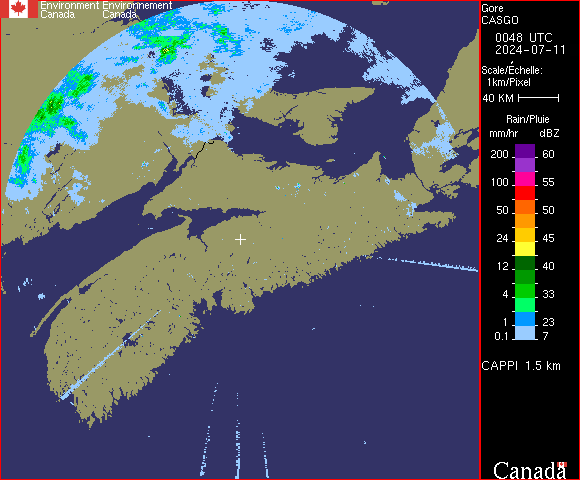 Environment Environnement
Canada Canada
Gore
CASGO
0048 UTC
2024-07-11
Scale/Échelle:
1km/Pixel
40 KM
Rain/Pluie
mm/hr dBZ
200 60
100 55
50 50
24 45
12 40
4 33
1 23
0.1 7
CAPPI 1.5 km
Canada